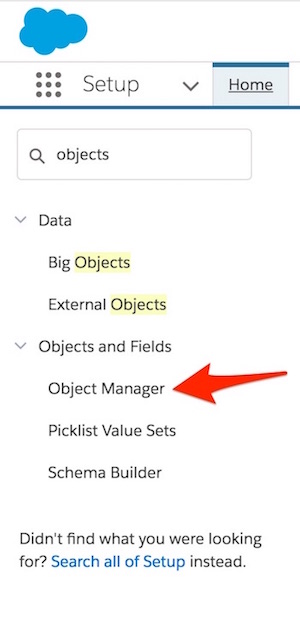 Setup
Home
objects
Data
Big Objects
External Objects
Objects and Fields
Object Manager
Picklist Value Sets
Schema Builder
Didn't find what you were looking
for? Search all of Setup instead.